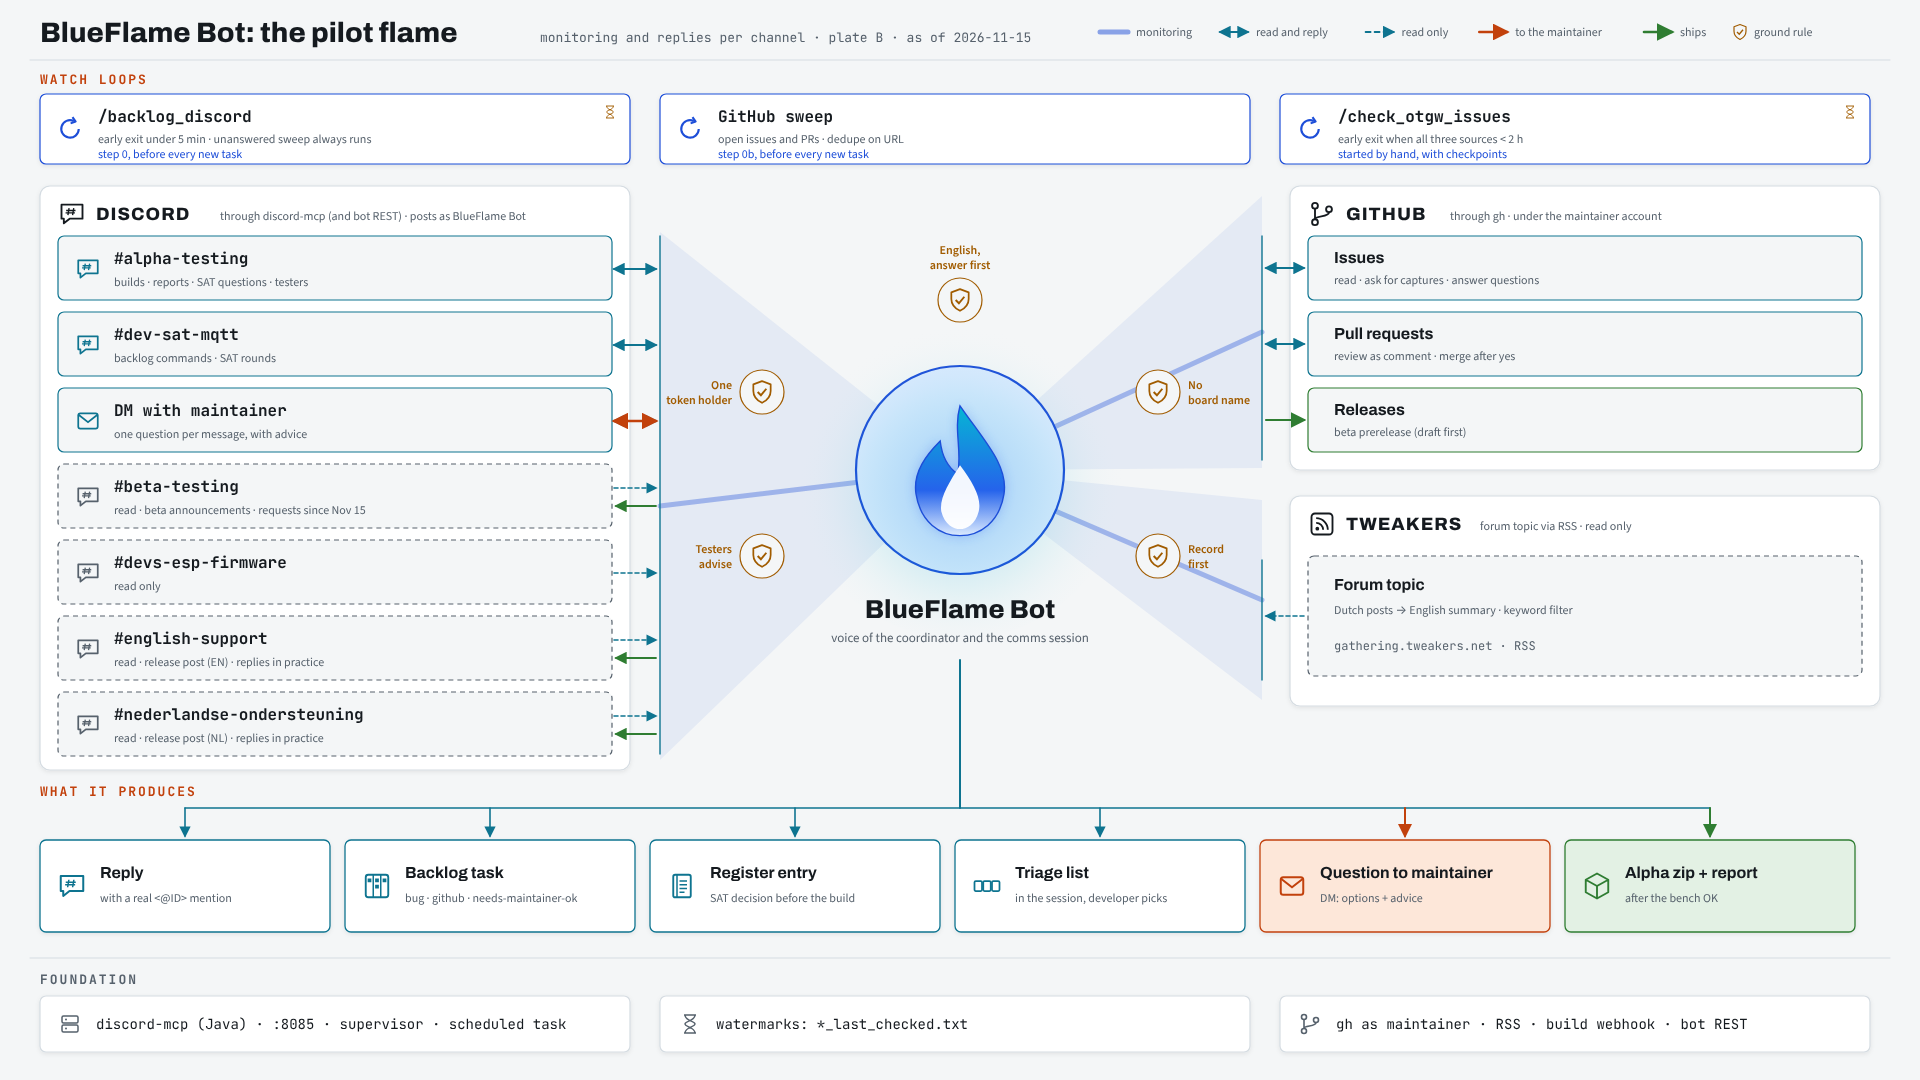 BlueFlame Bot: the pilot flame
monitoring and replies per channel · plate B · as of 2026-11-15
monitoring
read and reply
read only
to the maintainer
ships
ground rule
WATCH LOOPS
/backlog_discord
early exit under 5 min · unanswered sweep always runs
step 0, before every new task
GitHub sweep
open issues and PRs · dedupe on URL
step 0b, before every new task
/check_otgw_issues
early exit when all three sources < 2 h
started by hand, with checkpoints
DISCORD
through discord-mcp (and bot REST) · posts as BlueFlame Bot
#alpha-testing
builds · reports · SAT questions · testers
#dev-sat-mqtt
backlog commands · SAT rounds
DM with maintainer
one question per message, with advice
#beta-testing
read · beta announcements · requests since Nov 15
#devs-esp-firmware
read only
#english-support
read · release post (EN) · replies in practice
#nederlandse-ondersteuning
read · release post (NL) · replies in practice
English,
answer first
One
token holder
No
board name
Testers
advise
Record
first
BlueFlame Bot
voice of the coordinator and the comms session
GITHUB
through gh · under the maintainer account
Issues
read · ask for captures · answer questions
Pull requests
review as comment · merge after yes
Releases
beta prerelease (draft first)
TWEAKERS
forum topic via RSS · read only
Forum topic
Dutch posts → English summary · keyword filter
gathering.tweakers.net · RSS
WHAT IT PRODUCES
Reply
with a real <@ID> mention
Backlog task
bug · github · needs-maintainer-ok
Register entry
SAT decision before the build
Triage list
in the session, developer picks
Question to maintainer
DM: options + advice
Alpha zip + report
after the bench OK
FOUNDATION
discord-mcp (Java) · :8085 · supervisor · scheduled task
watermarks: *_last_checked.txt
gh as maintainer · RSS · build webhook · bot REST